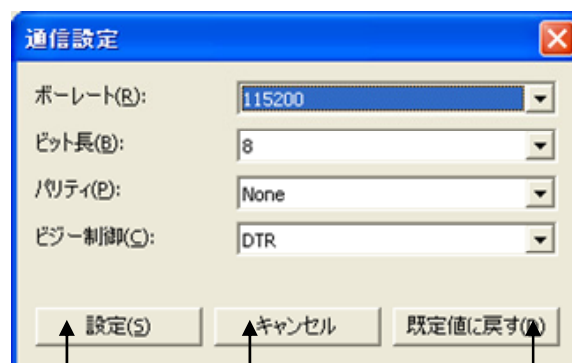 通信設定
ボーレート(R): 115200
ビット長(B): 8
パリティ(P): None
ビジー制御(C): DTR
設定(S) キャンセル 既定値に戻す(D)